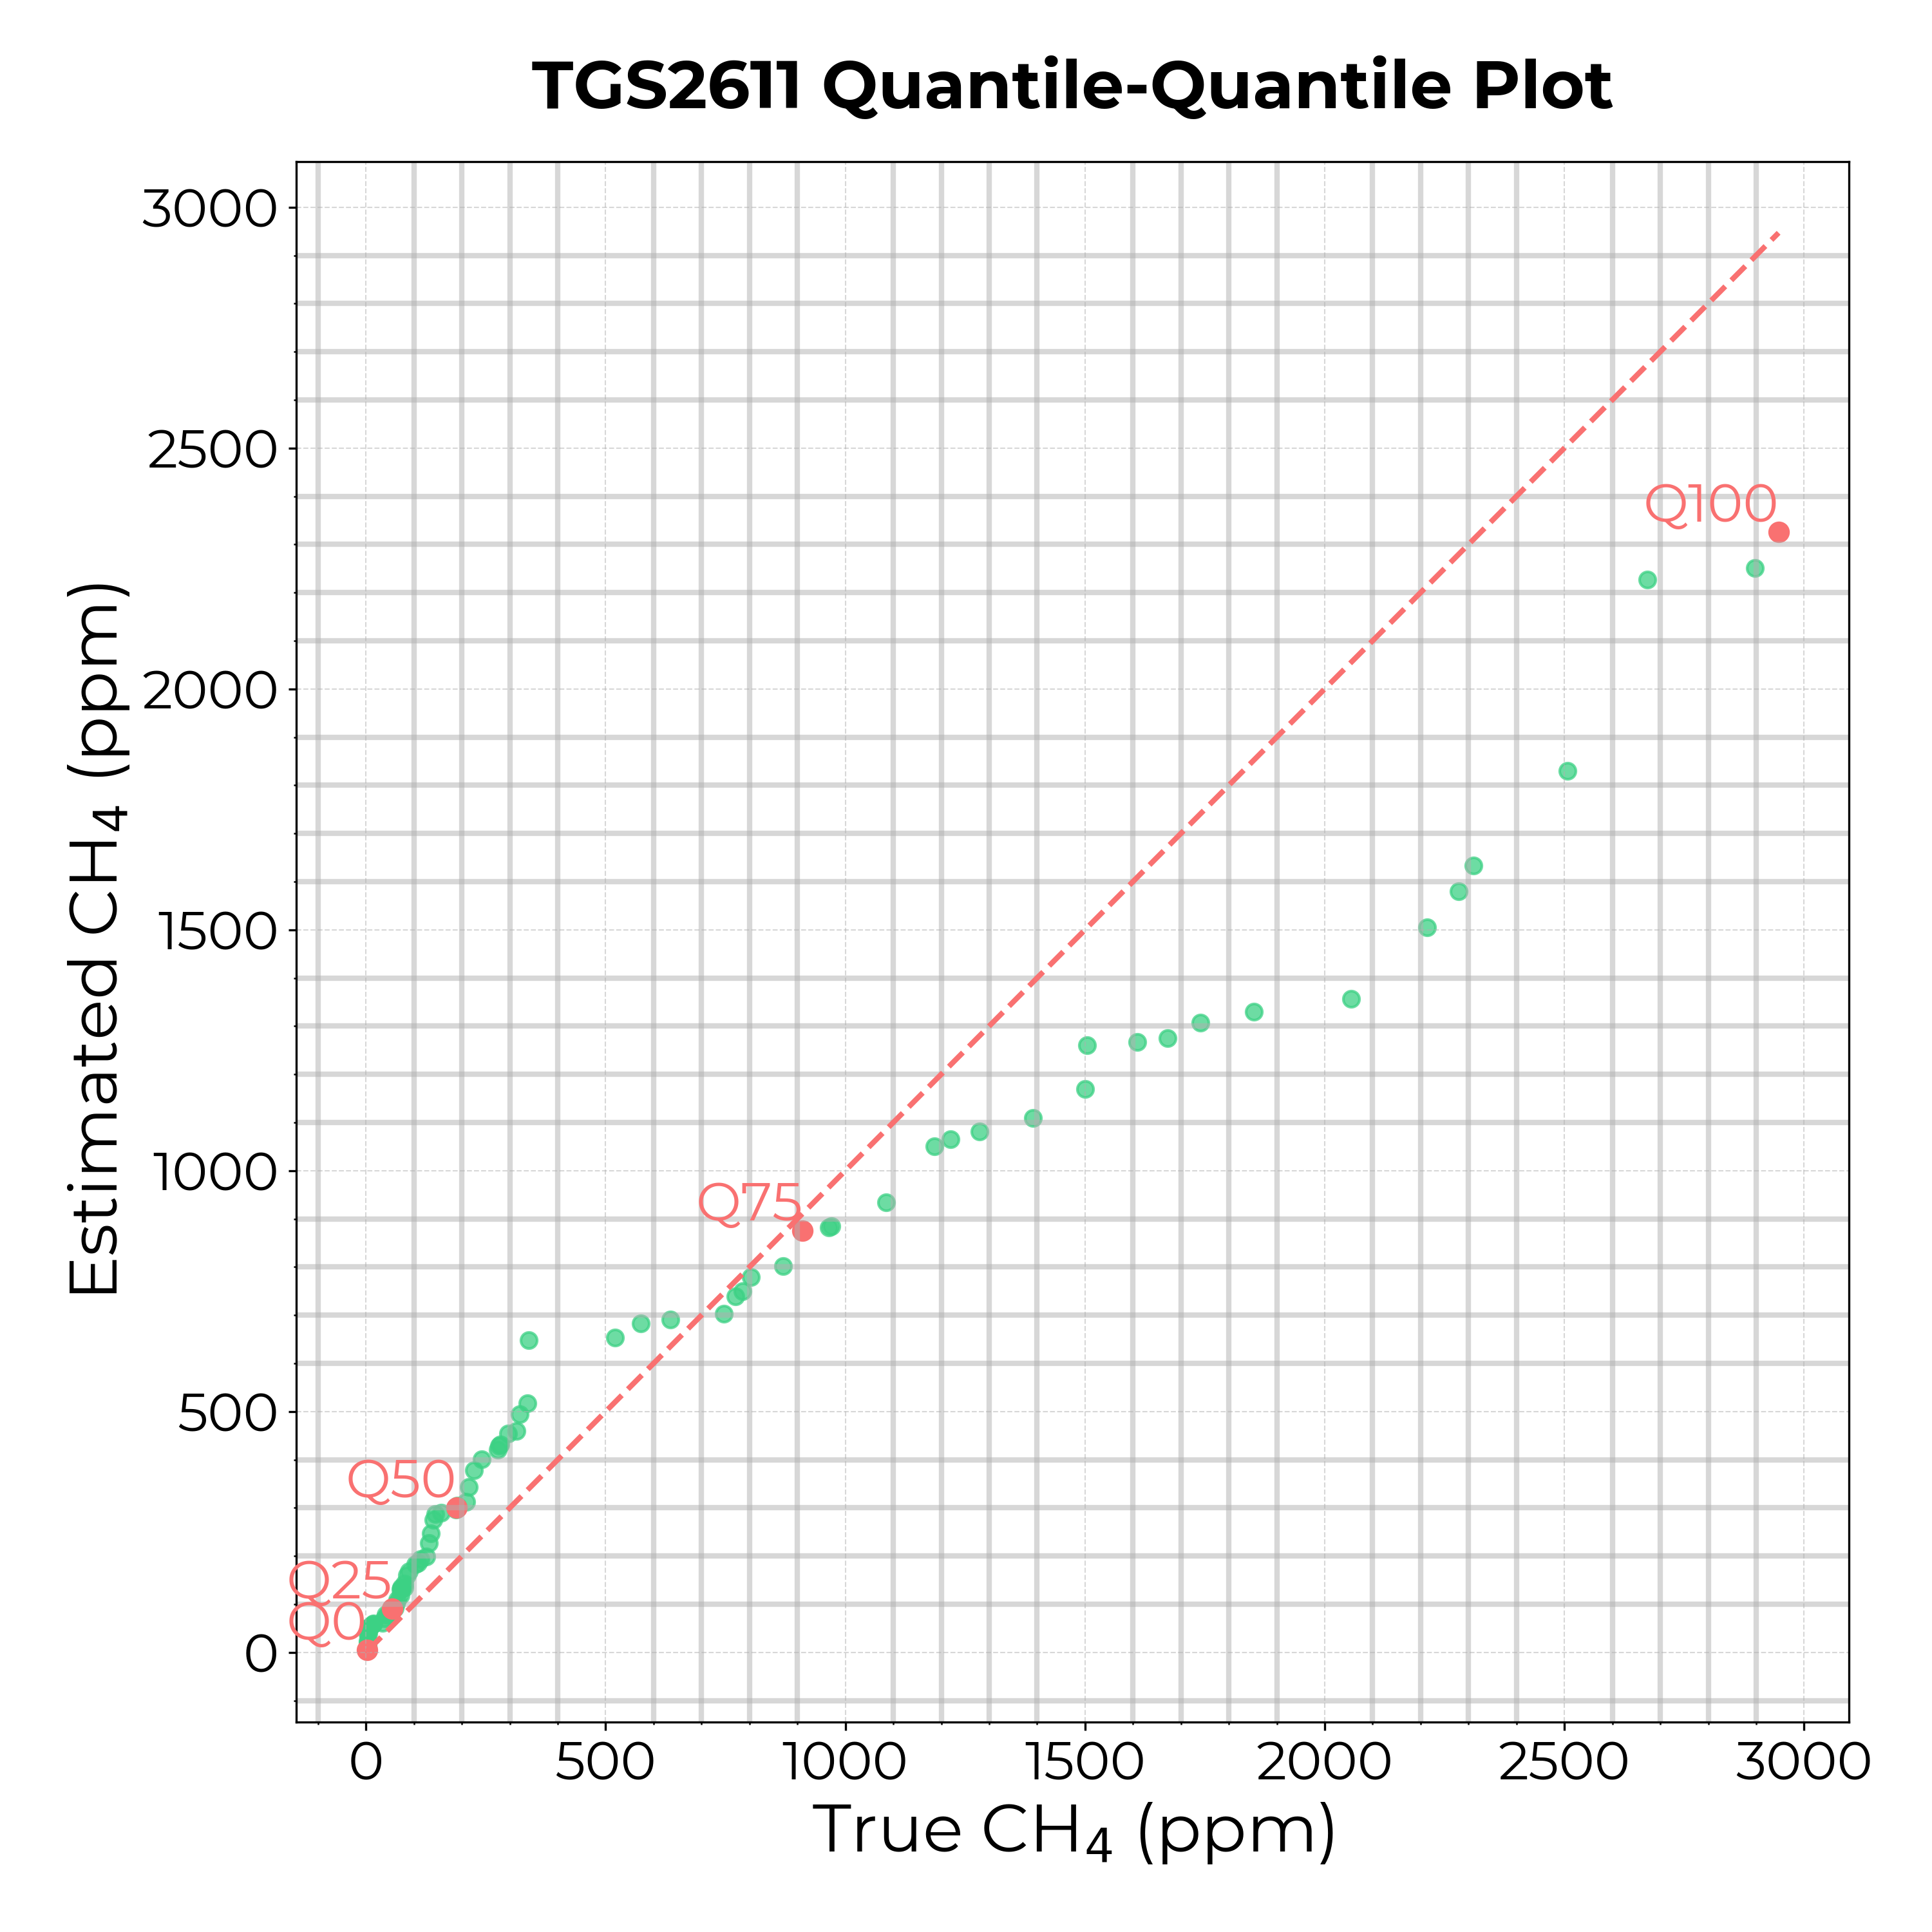 TGS2611 Quantile-Quantile Plot
3000
2500
2000
1500
1000
500
0
Estimated CH₄ (ppm)
Q100
Q75
Q50
Q25
Q0
0 500 1000 1500 2000 2500 3000
True CH₄ (ppm)